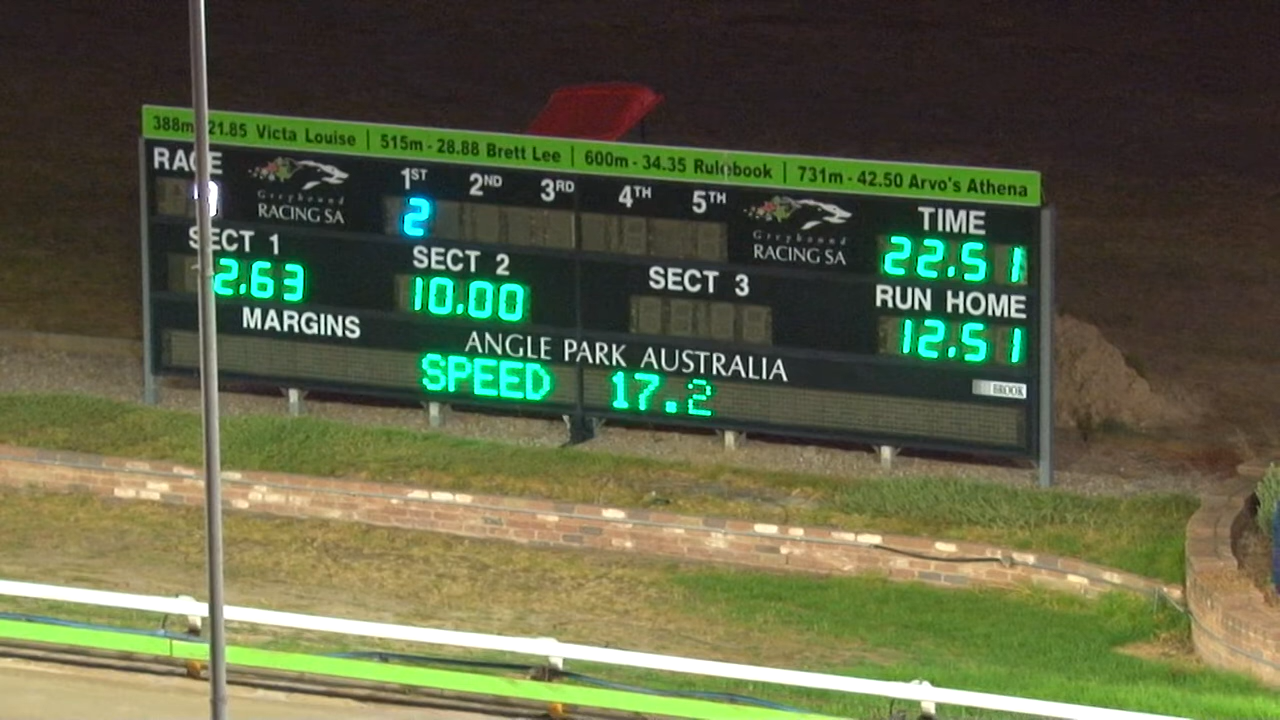 388m 21.85 Victa Louise | 515m - 28.88 Brett Lee | 600m - 34.35 Rulebook | 731m - 42.50 Arvo's Athena
RACE
Greyhound
RACING SA
1ST 2ND 3RD 4TH 5TH
2
Greyhound
RACING SA
TIME
22.51
SECT 1
2.63
SECT 2
10.00
SECT 3
RUN HOME
12.51
MARGINS
ANGLE PARK AUSTRALIA
SPEED 17.2
BROOK